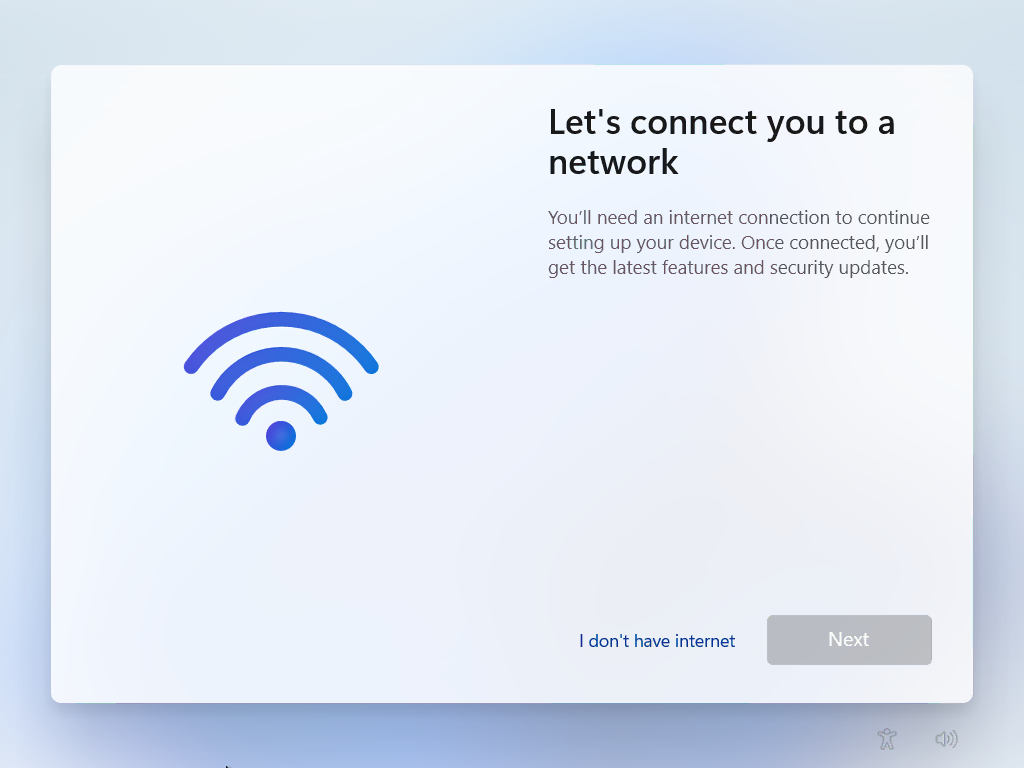 Let's connect you to a
network
You’ll need an internet connection to continue
setting up your device. Once connected, you’ll
get the latest features and security updates.
I don't have internet
Next